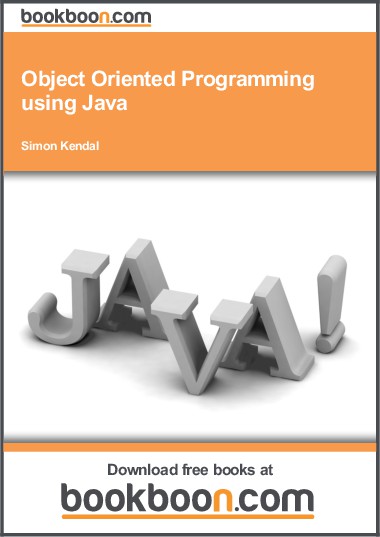 bookboon.com
Object Oriented Programming
using Java
Simon Kendal
JAVA!
Download free books at
bookboon.com